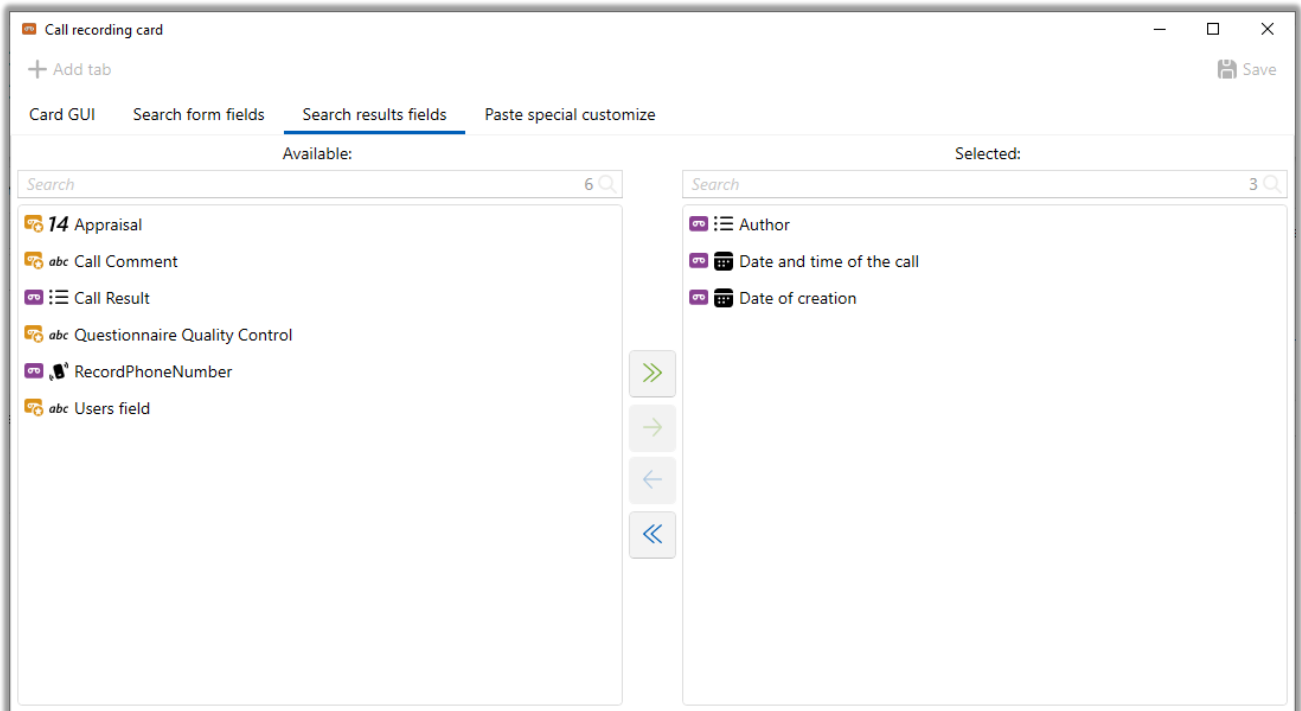 Call recording card
Add tab
Save
Card GUI
Search form fields
Search results fields
Paste special customize
Available:
Search
6
14 Appraisal
abc Call Comment
Call Result
abc Questionnaire Quality Control
RecordPhoneNumber
abc Users field
Selected:
Search
3
Author
Date and time of the call
Date of creation